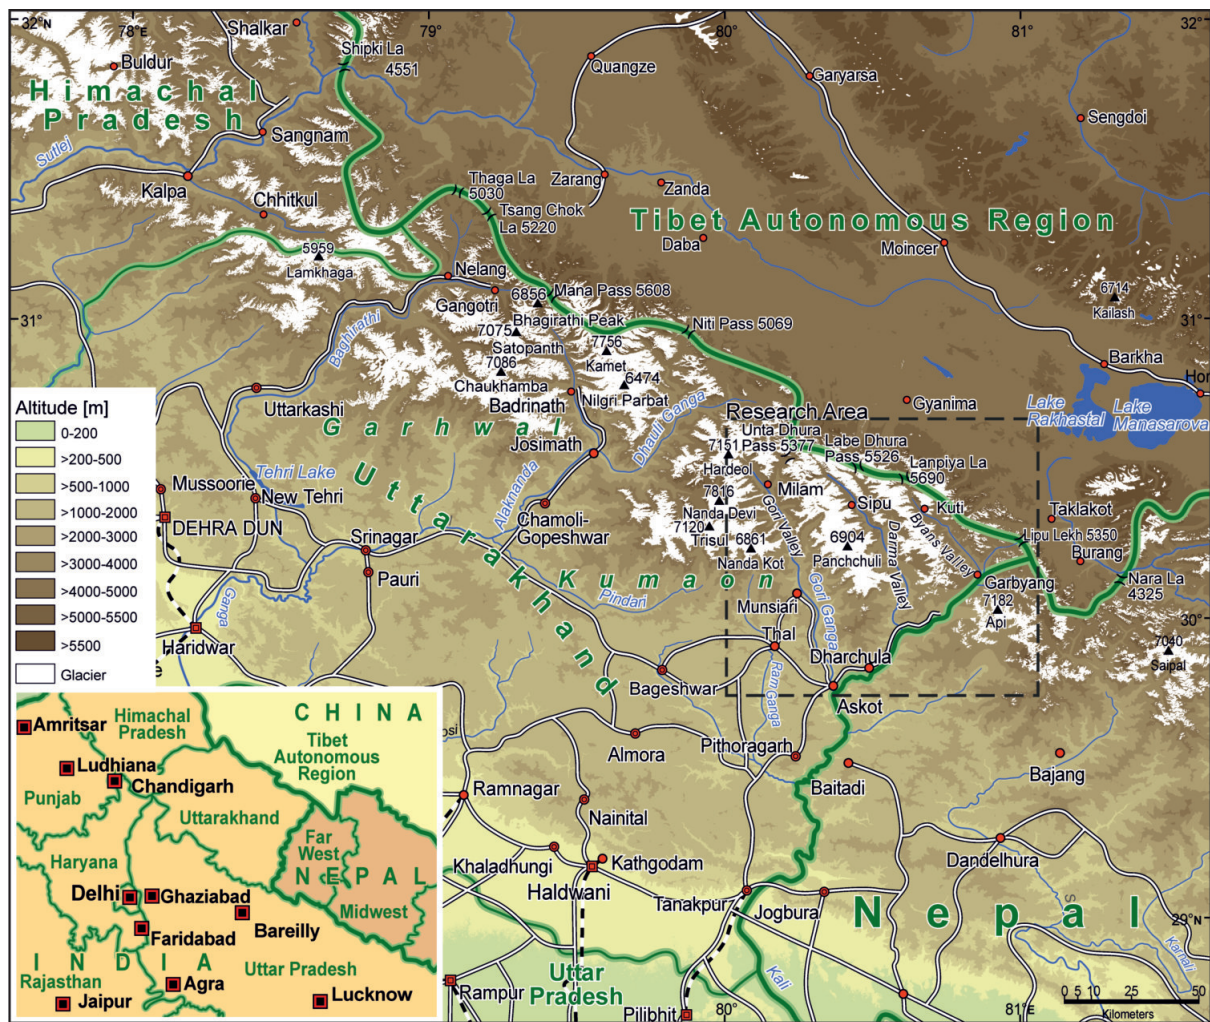 32°N
78°E
79°
80°
81°
32°
Shalkar
Shipki La
4551
Buldur
Quangze
Garyarsa
Himachal
Pradesh
Sengdoi
Sangnam
Sutlej
Kalpa
Chhitkul
Thaga La
5030
Zarang
Zanda
Tsang Chok
La 5220
Tibet Autonomous Region
Daba
Moincer
5959
Lamkhaga
Nelang
Gangotri
6856
Mana Pass 5608
6714
Kailash
31°
Baghirathi
Bhagirathi Peak
7075
Satopanth
7756
Kamet
Niti Pass 5069
31°
7086
Chaukhamba
6474
Nilgri Parbat
Barkha
Hor
Badrinath
Uttarkashi
Garhwal
Dhauli Ganga
Research Area
Gyanima
Lake
Rakhastal
Lake
Manasarova
Altitude [m]
0-200
>200-500
>500-1000
>1000-2000
>2000-3000
>3000-4000
>4000-5000
>5000-5500
>5500
Glacier
Josimath
7151
Hardeol
Unta Dhura
Pass 5377
Labe Dhura
Pass 5526
Lanpiya La
5690
Uttarakhand
Tehri Lake
Mussoorie
New Tehri
Alaknanda
Milam
7816
Nanda Devi
Gori Valley
Sipu
Kuti
Taklakot
DEHRA DUN
Chamoli-
Gopeshwar
7120
Trisul
6861
Nanda Kot
6904
Panchchuli
Darma Valley
Byans valley
Lipu Lekh 5350
Burang
Srinagar
Pauri
Kumaon
Pindari
Garbyang
7182
Api
Nara La
4325
Ganga
Munsiari
Gori Ganga
30°
Haridwar
Thal
Dharchula
7040
Saipal
Bageshwar
Ram Ganga
Askot
Almora
Pithoragarh
Baitadi
Bajang
Ramnagar
Nainital
Khaladhungi
Kathgodam
Dandelhura
Haldwani
Tanakpur
Jogbura
Nepal
29°N
Karnali
Kali
Uttar
Pradesh
Rampur
Pilibhit
80°
81°E
0 5 10 25 50
Kilometers
CHINA
Amritsar
Himachal
Pradesh
Tibet
Autonomous
Region
Ludhiana
Chandigarh
Punjab
Uttarakhand
Far
West
NEPAL
Haryana
Delhi
Ghaziabad
Midwest
Bareilly
Faridabad
INDIA
Rajasthan
Uttar Pradesh
Agra
Jaipur
Lucknow